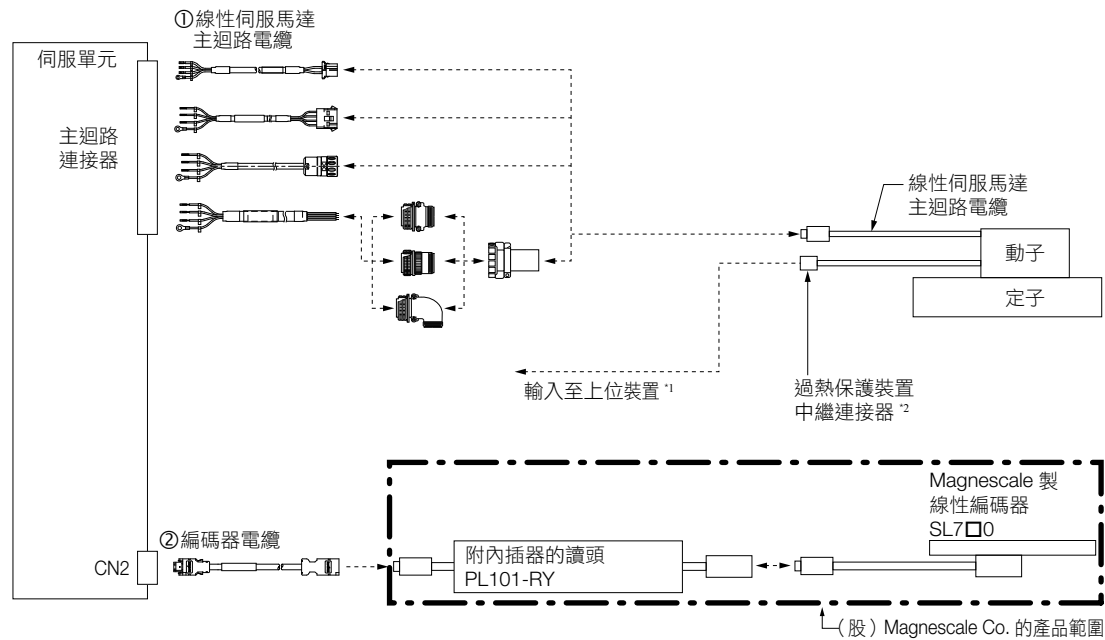 ①線性伺服馬達
主迴路電纜
伺服單元
主迴路
連接器
線性伺服馬達
主迴路電纜
動子
定子
輸入至上位裝置 *1
過熱保護裝置
中繼連接器 *2
②編碼器電纜
CN2
附內插器的讀頭
PL101-RY
Magnescale 製
線性編碼器
SL7□0
（股）Magnescale Co. 的產品範圍